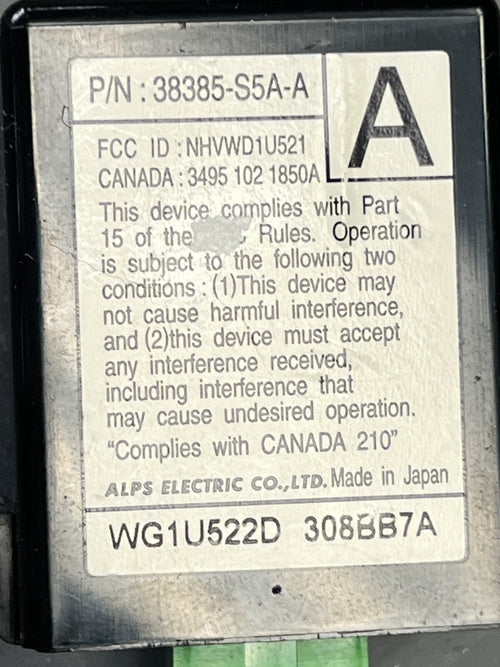 P/N : 38385-S5A-A
A
FCC ID : NHVWD1U521
CANADA : 3495 102 1850A
This device complies with Part
15 of the Rules. Operation
is subject to the following two
conditions : (1)This device may
not cause harmful interference,
and (2)this device must accept
any interference received,
including interference that
may cause undesired operation.
“Complies with CANADA 210”
ALPS ELECTRIC CO.,LTD. Made in Japan
WG1U522D 308BB7A